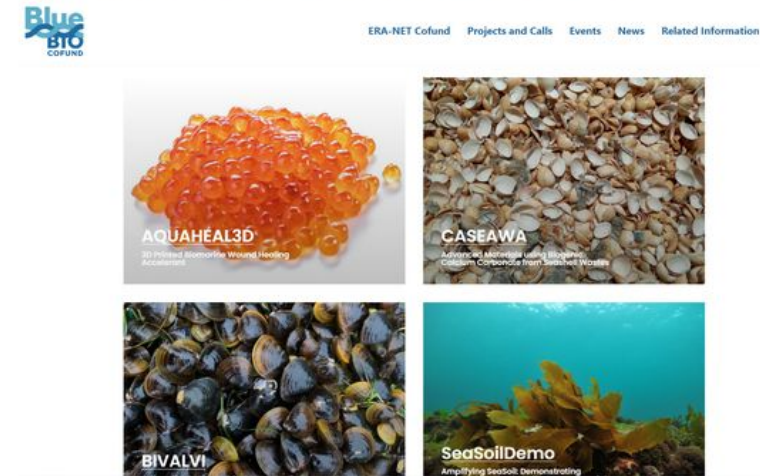 Blue
BIO
COFUND
ERA-NET Cofund Projects and Calls Events News Related Information
AQUAHEAL3D
3D Printed Biomarine Wound Healing
Accelerant
CASEAWA
Advanced Materials using Biogenic
Calcium Carbonate from Seashell Wastes
BIVALVI
SeaSoilDemo
Amplifying SeaSoil: Demonstrating